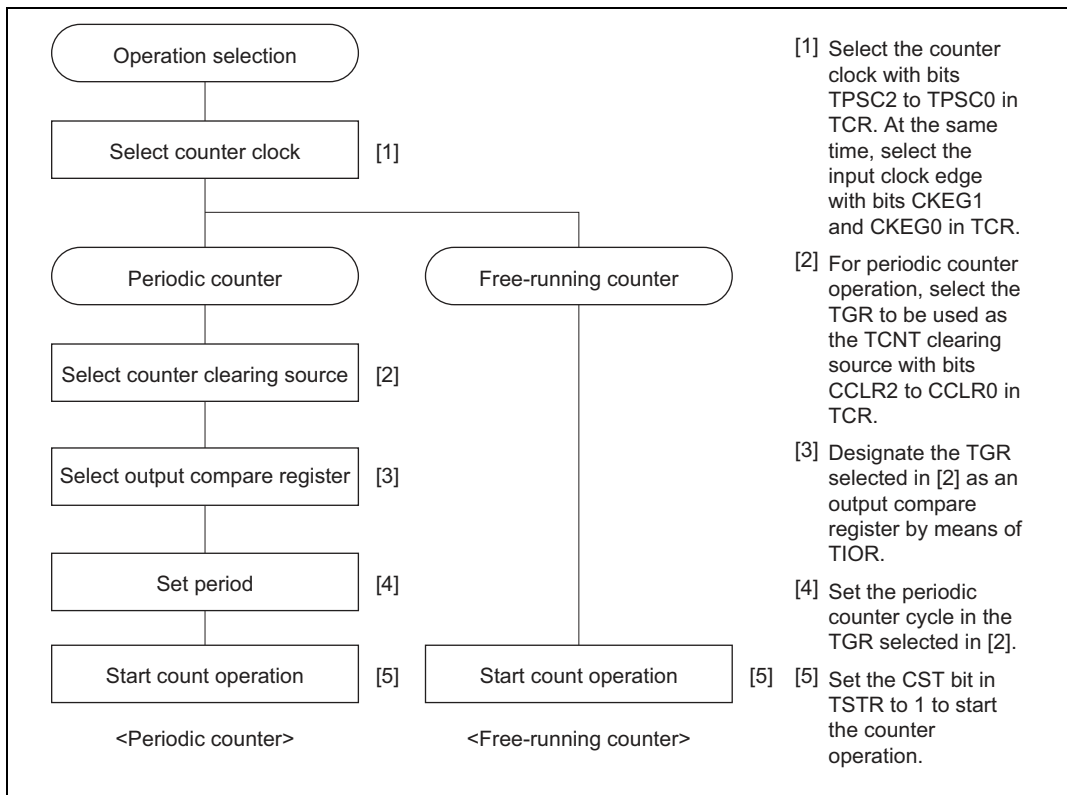 Operation selection
Select counter clock
[1]
Periodic counter
Free-running counter
Select counter clearing source
[2]
Select output compare register
[3]
Set period
[4]
Start count operation
[5]
Start count operation
[5]
<Periodic counter>
<Free-running counter>
[1] Select the counter
clock with bits
TPSC2 to TPSC0 in
TCR. At the same
time, select the
input clock edge
with bits CKEG1
and CKEG0 in TCR.
[2] For periodic counter
operation, select the
TGR to be used as
the TCNT clearing
source with bits
CCLR2 to CCLR0 in
TCR.
[3] Designate the TGR
selected in [2] as an
output compare
register by means of
TIOR.
[4] Set the periodic
counter cycle in the
TGR selected in [2].
[5] Set the CST bit in
TSTR to 1 to start
the counter
operation.